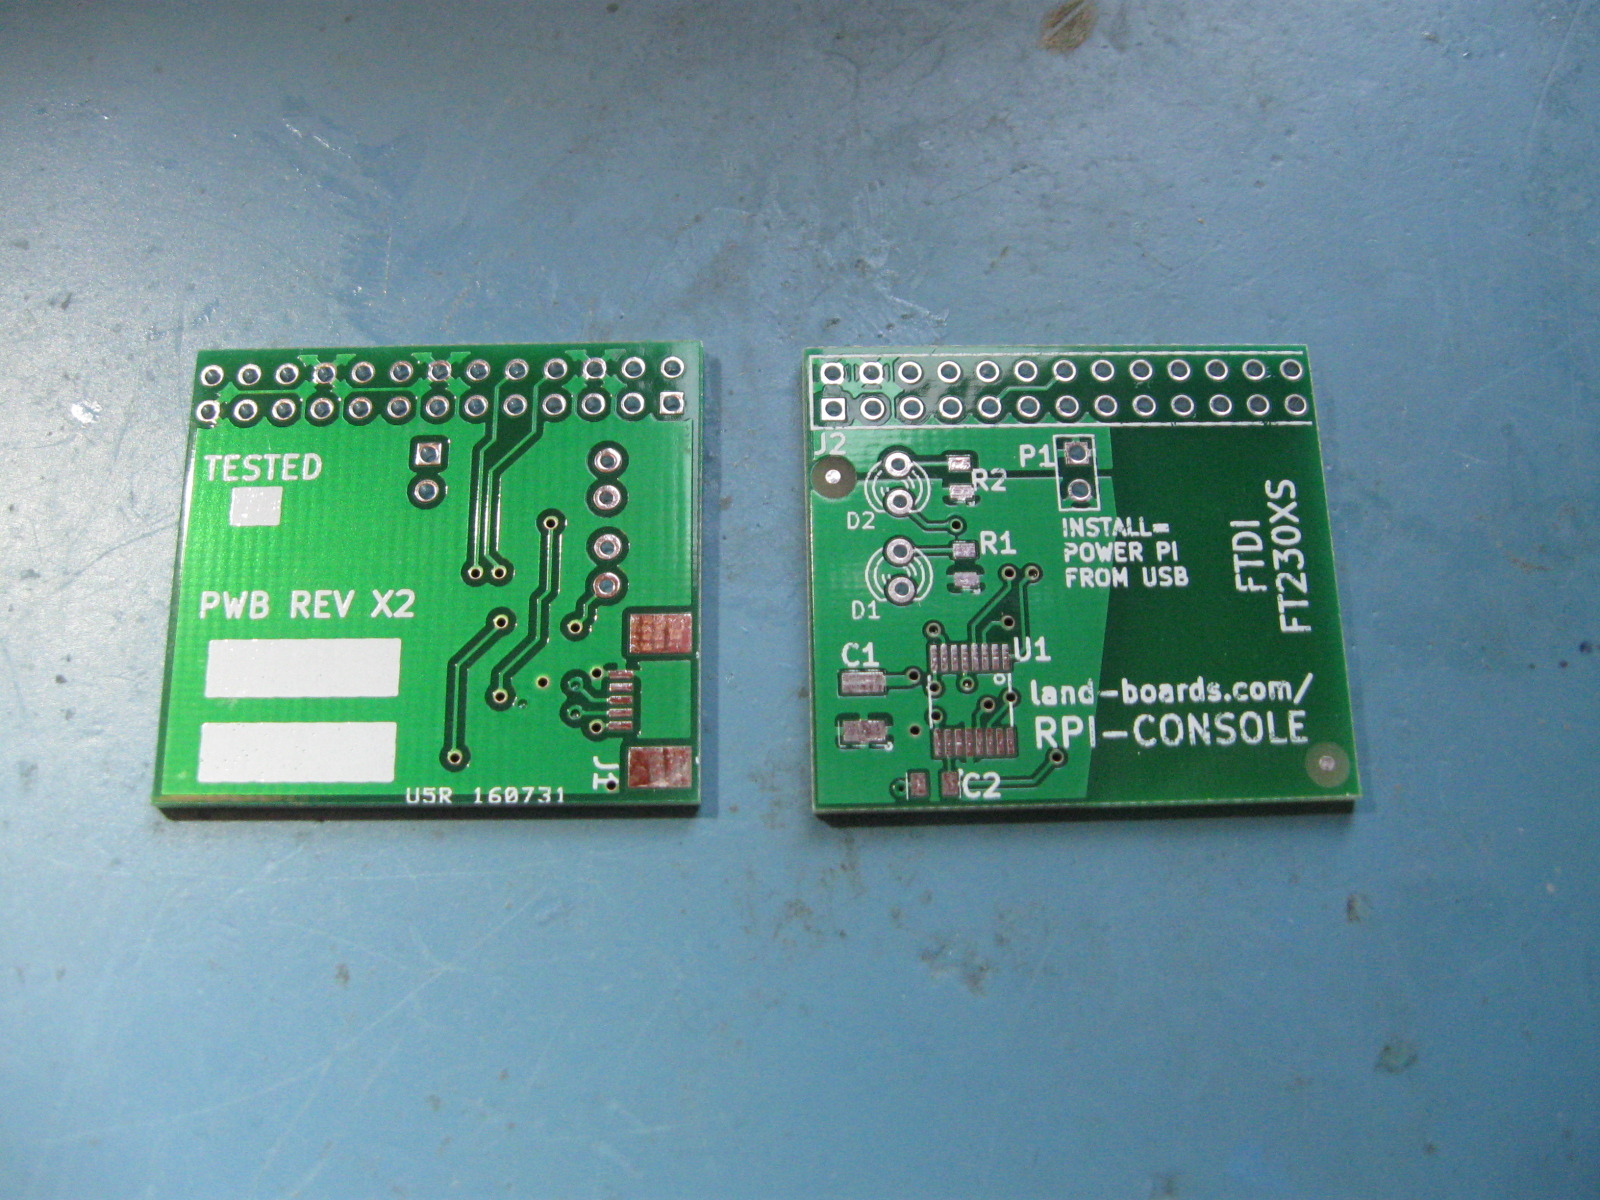 TESTED
PWB REV X2
J1
U5R 160731
J2
P1
R2
D2
INSTALL=
POWER PI
FROM USB
R1
D1
FTDI
FT230XS
C1
U1
land-boards.com/
RPI-CONSOLE
C2